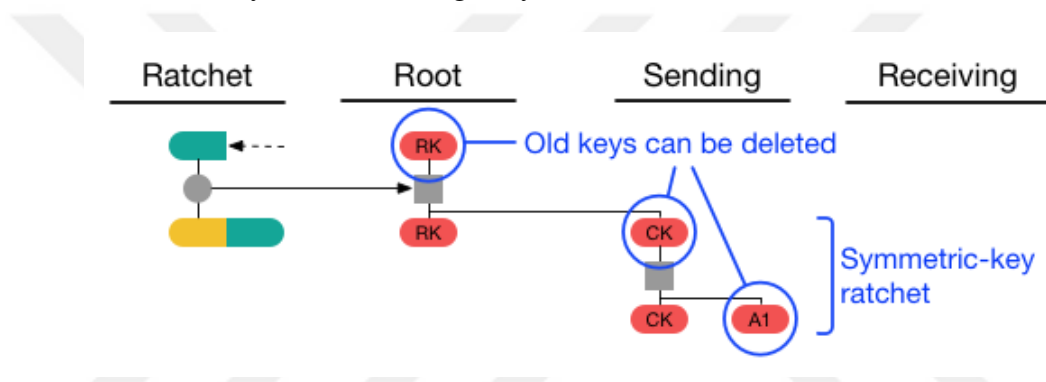 Ratchet Root Sending Receiving
RK Old keys can be deleted
RK CK
Symmetric-key
ratchet
CK A1